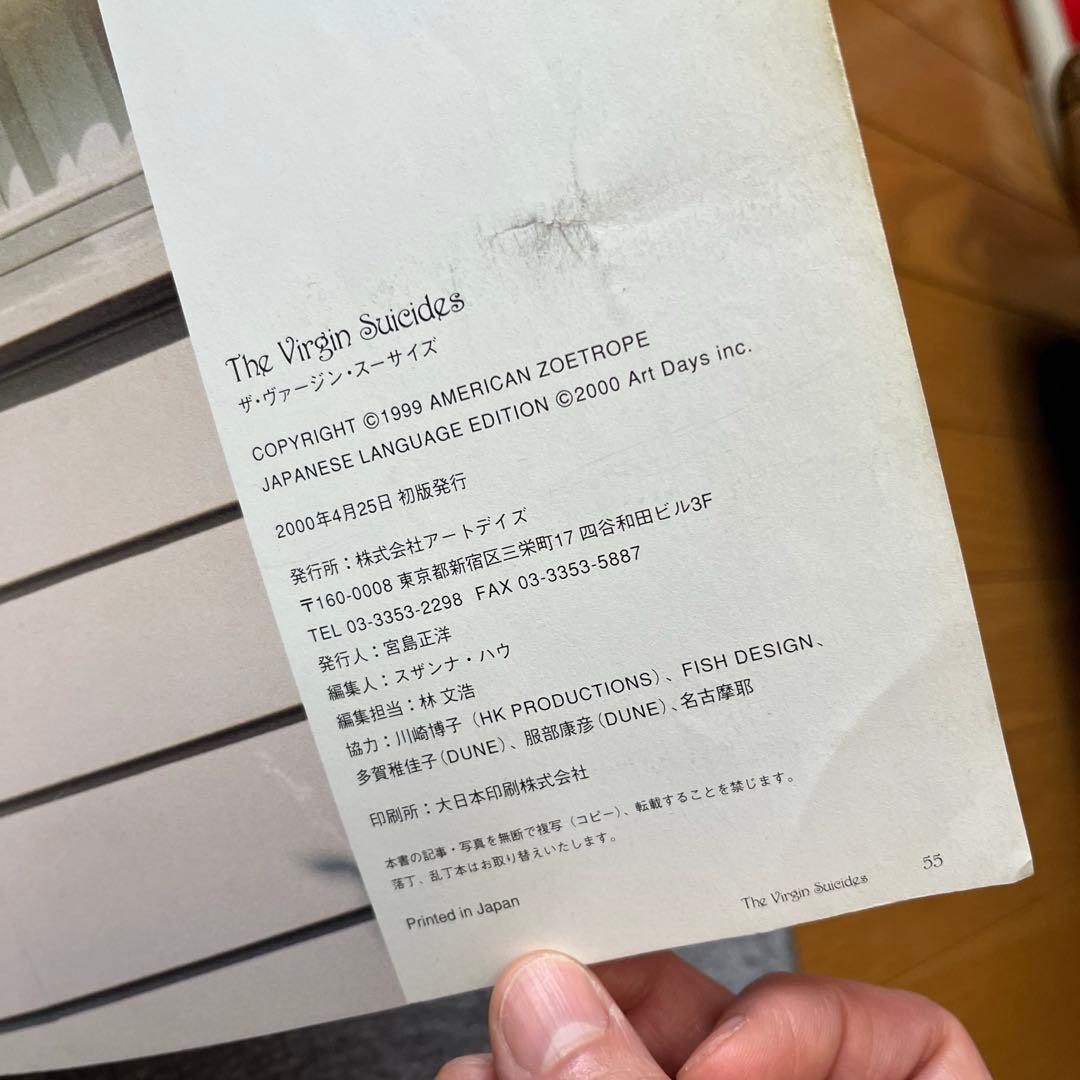 The Virgin Suicides
ザ・ヴァージン・スーサイズ
COPYRIGHT ©1999 AMERICAN ZOETROPE
JAPANESE LANGUAGE EDITION ©2000 Art Days inc.
2000年4月25日 初版発行
発行所：株式会社アートデイズ
〒160-0008 東京都新宿区三栄町17 四谷和田ビル3F
TEL 03-3353-2298 FAX 03-3353-5887
発行人：宮島正洋
編集人：スザンナ・ハウ
編集担当：林 文浩
協力：川崎博子（HK PRODUCTIONS）、FISH DESIGN、
多賀稚佳子（DUNE）、服部康彦（DUNE）、名古摩耶
印刷所：大日本印刷株式会社
本書の記事・写真を無断で複写（コピー）、転載することを禁じます。
落丁、乱丁本はお取り替えいたします。
Printed in Japan
The Virgin Suicides 55